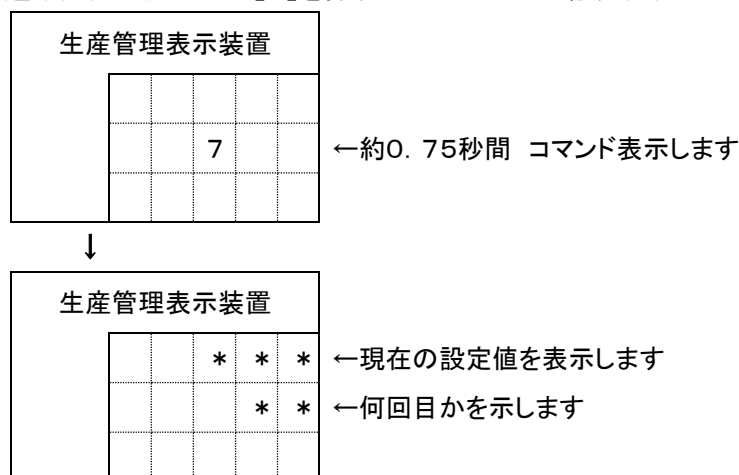 生産管理表示装置
7 ←約0.75秒間 コマンド表示します
↓
生産管理表示装置
* * * ←現在の設定値を表示します
* * ←何回目かを示します